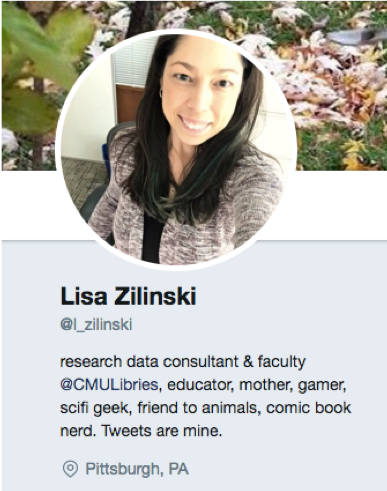 Lisa Zilinski
@l_zilinski
research data consultant & faculty
@CMULibries, educator, mother, gamer,
scifi geek, friend to animals, comic book
nerd. Tweets are mine.
Pittsburgh, PA